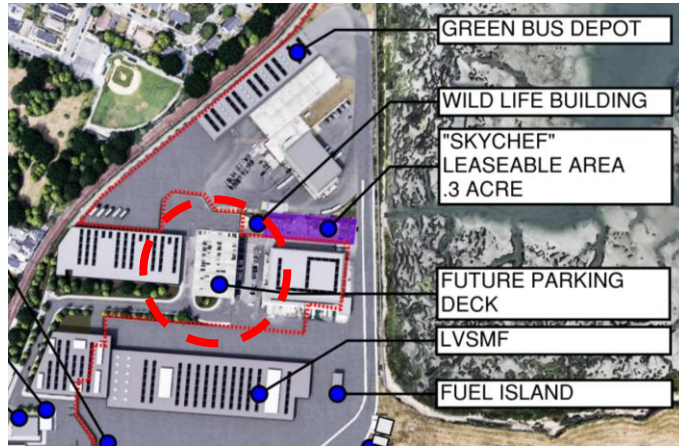 GREEN BUS DEPOT
WILD LIFE BUILDING
"SKYCHEF"
LEASEABLE AREA
.3 ACRE
FUTURE PARKING
DECK
LVSMF
FUEL ISLAND